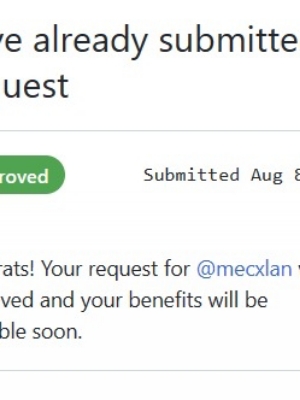 ve already submitte
uest
roved
Submitted Aug 8
rats! Your request for @mecxlan
ved and your benefits will be
ble soon.